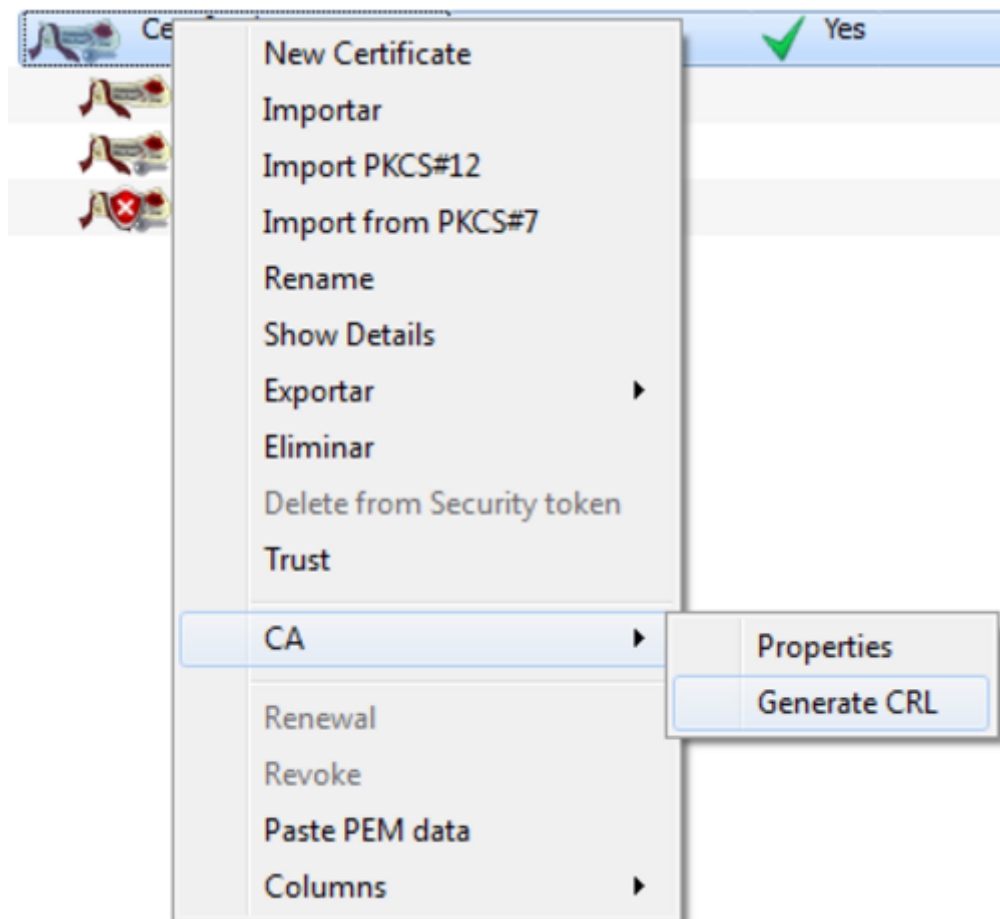 Yes
New Certificate
Importar
Import PKCS#12
Import from PKCS#7
Rename
Show Details
Exportar
Eliminar
Delete from Security token
Trust
CA
Properties
Generate CRL
Renewal
Revoke
Paste PEM data
Columns